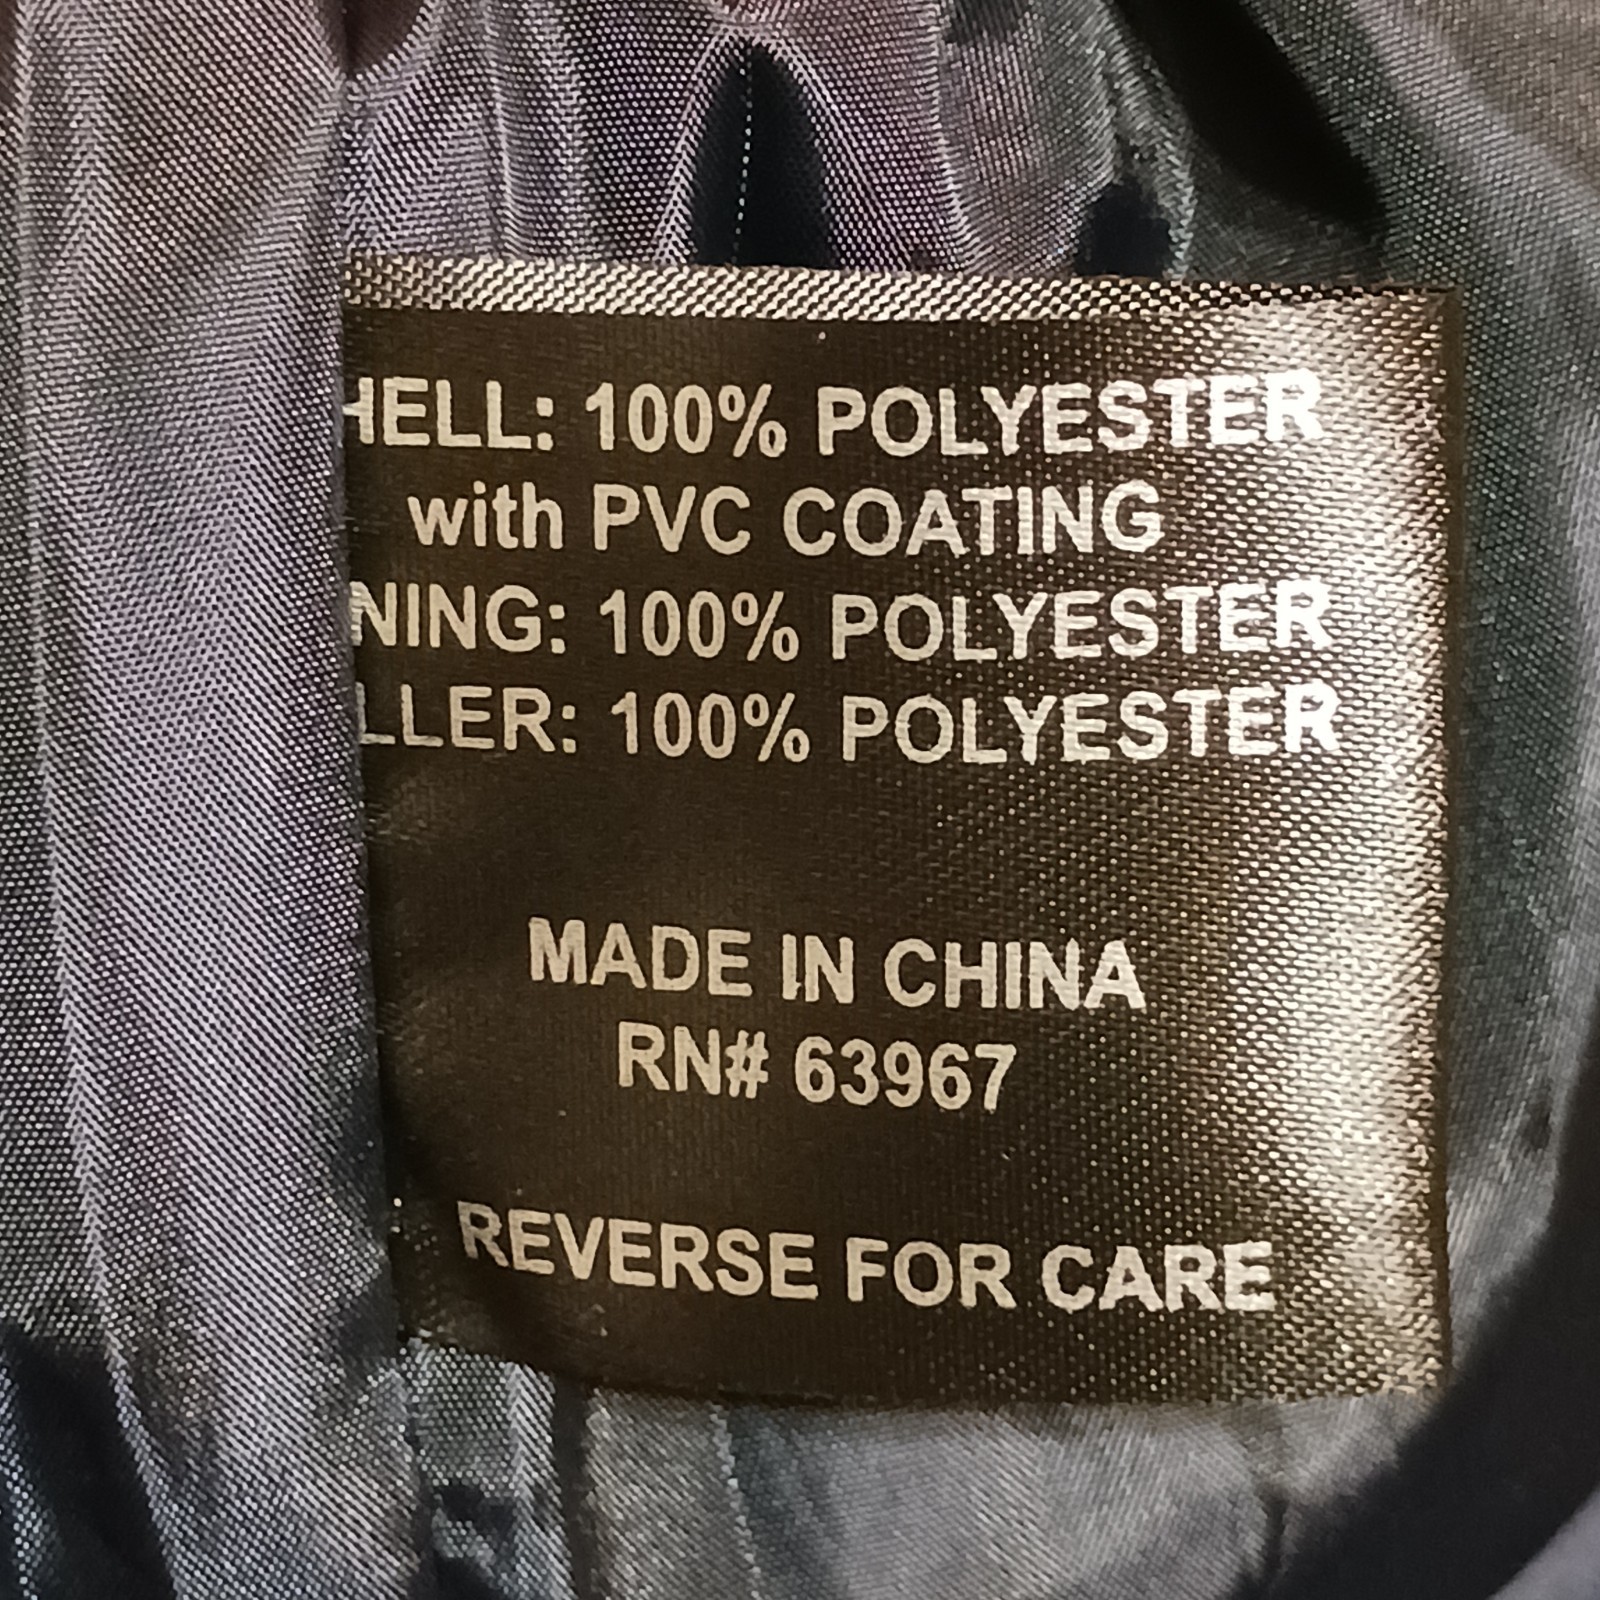 HELL: 100% POLYESTER
with PVC COATING
NING: 100% POLYESTER
LLER: 100% POLYESTER
MADE IN CHINA
RN# 63967
REVERSE FOR CARE